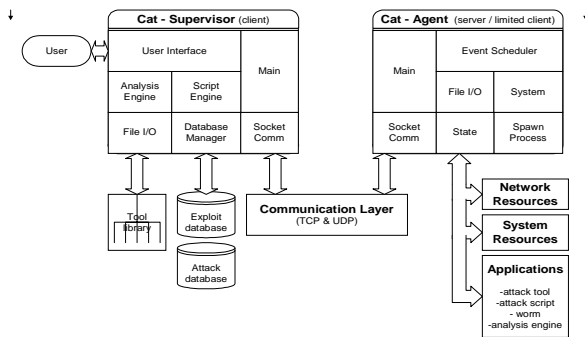 Cat - Supervisor (client)
User
User Interface
Main
Analysis
Engine
Script
Engine
File I/O
Database
Manager
Socket
Comm
Tool
library
Exploit
database
Attack
database
Communication Layer
(TCP & UDP)
Cat - Agent (server / limited client)
Main
Event Scheduler
File I/O
System
Socket
Comm
State
Spawn
Process
Network
Resources
System
Resources
Applications
-attack tool
-attack script
- worm
-analysis engine